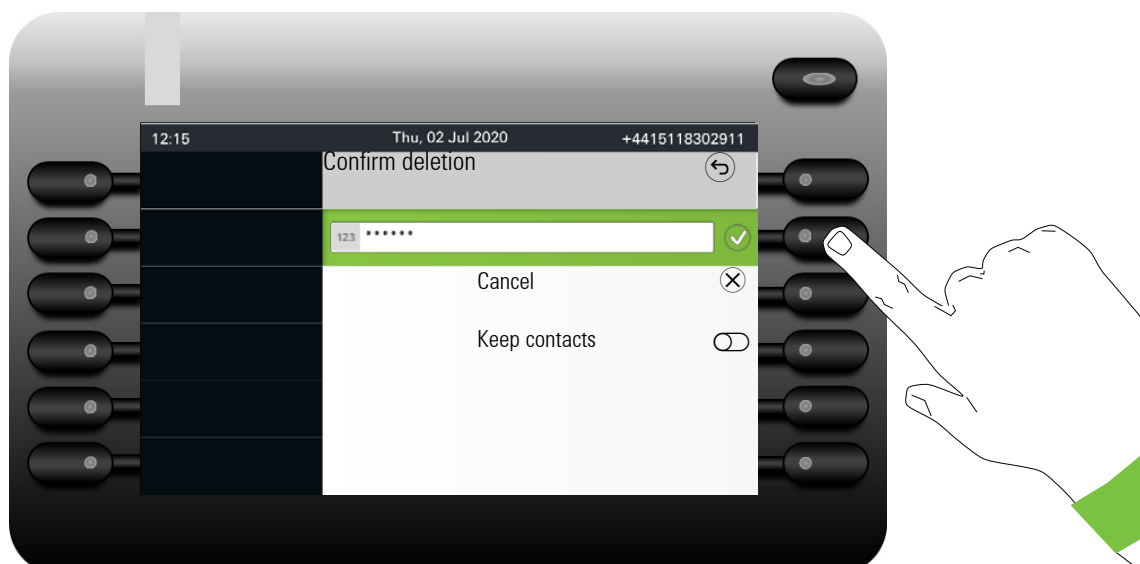 12:15 Thu, 02 Jul 2020 +4415118302911
Confirm deletion
123 ******
Cancel
Keep contacts